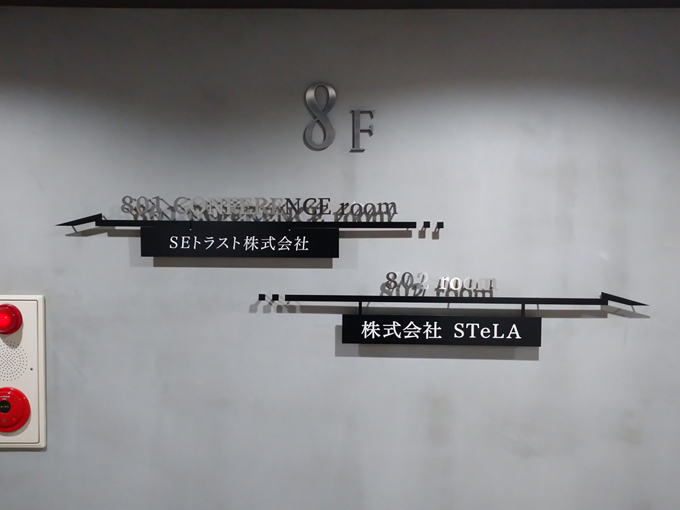 8F
801 CONFERENCE room
SEトラスト株式会社
802 room
株式会社 STeLA